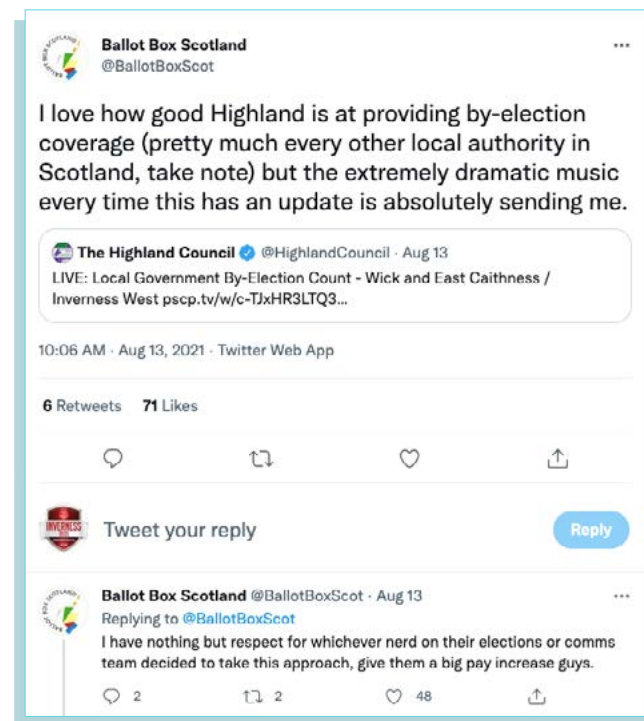 Ballot Box Scotland
@BallotBoxScot
I love how good Highland is at providing by-election
coverage (pretty much every other local authority in
Scotland, take note) but the extremely dramatic music
every time this has an update is absolutely sending me.
The Highland Council @HighlandCouncil · Aug 13
LIVE: Local Government By-Election Count - Wick and East Caithness /
Inverness West pscp.tv/w/c-TJxHR3LTQ3...
10:06 AM · Aug 13, 2021 · Twitter Web App
6 Retweets 71 Likes
INVERNESS
Tweet your reply
Reply
Ballot Box Scotland @BallotBoxScot · Aug 13
Replying to @BallotBoxScot
I have nothing but respect for whichever nerd on their elections or comms
team decided to take this approach, give them a big pay increase guys.
2 2 48